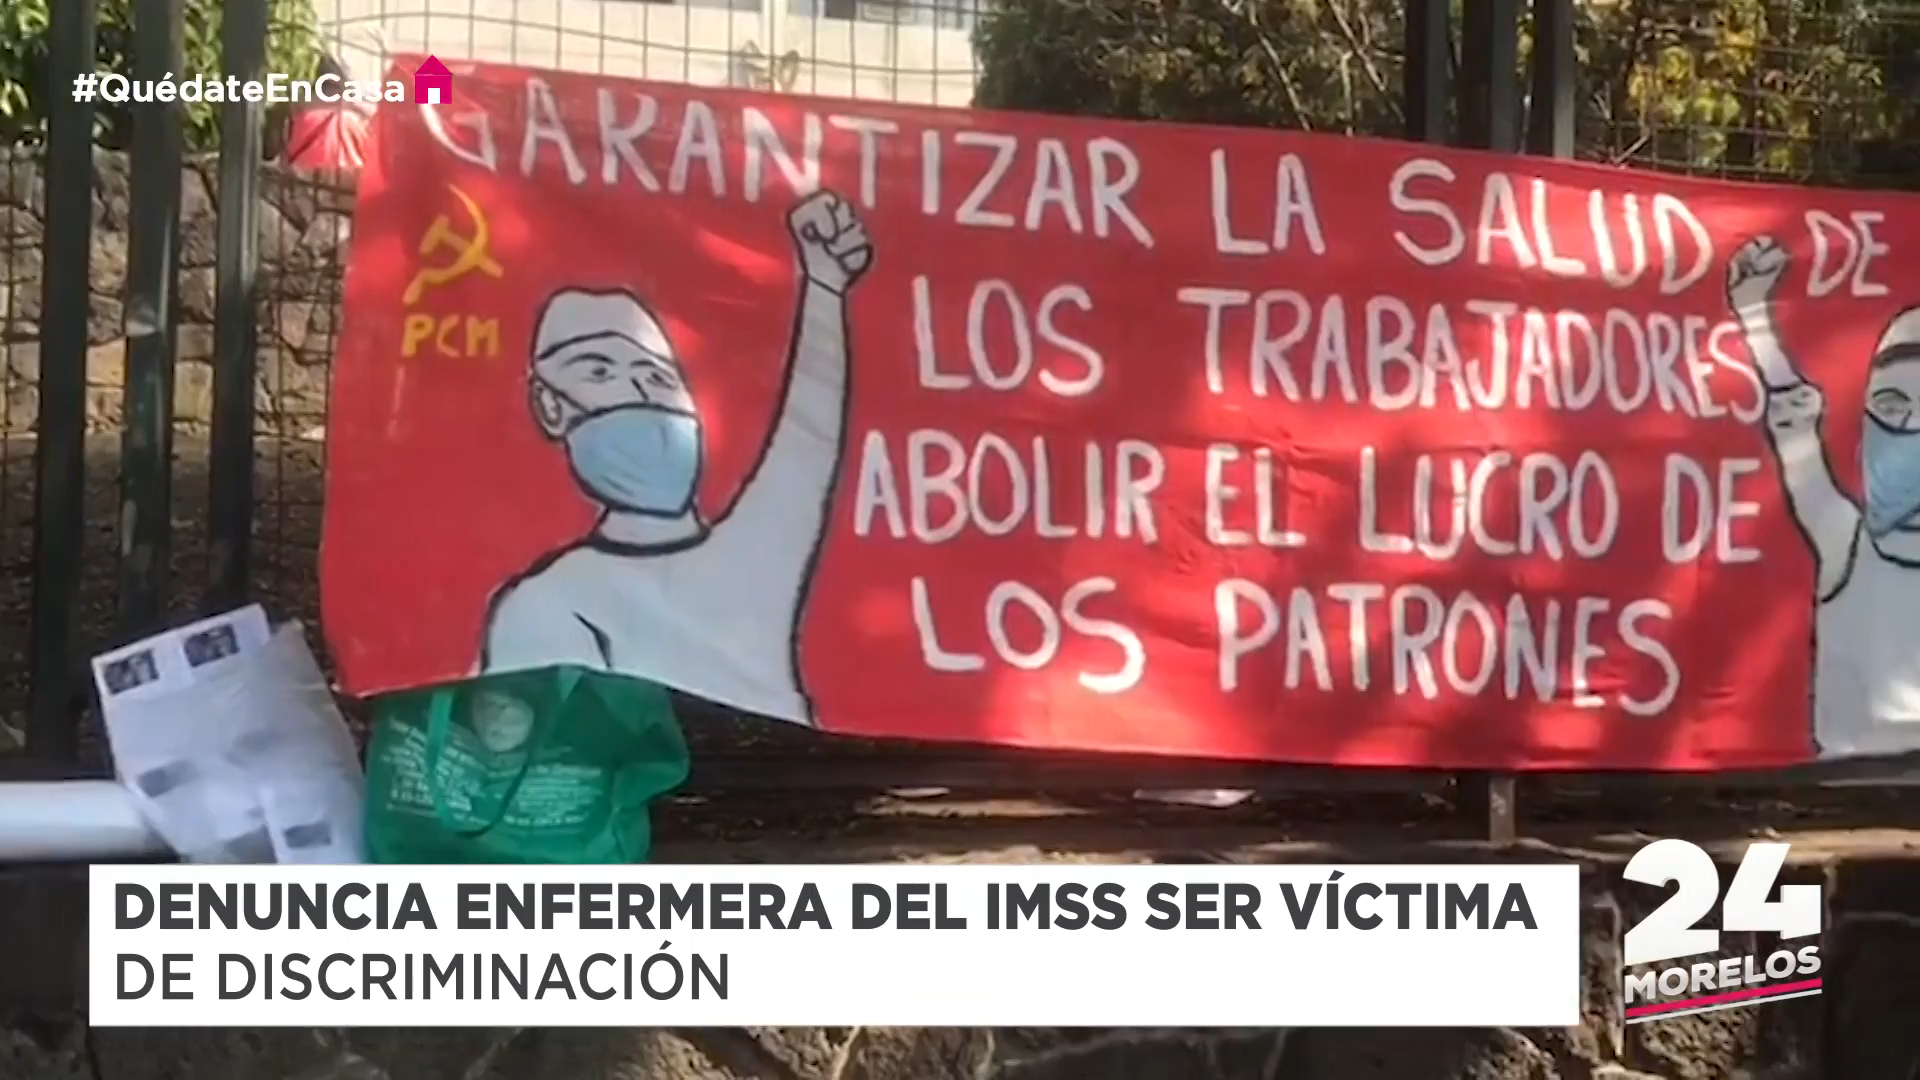 #QuédateEnCasa
GARANTIZAR LA SALUD DE
LOS TRABAJADORES
ABOLIR EL LUCRO DE
LOS PATRONES
PCM
DENUNCIA ENFERMERA DEL IMSS SER VÍCTIMA
DE DISCRIMINACIÓN
24
MORELOS